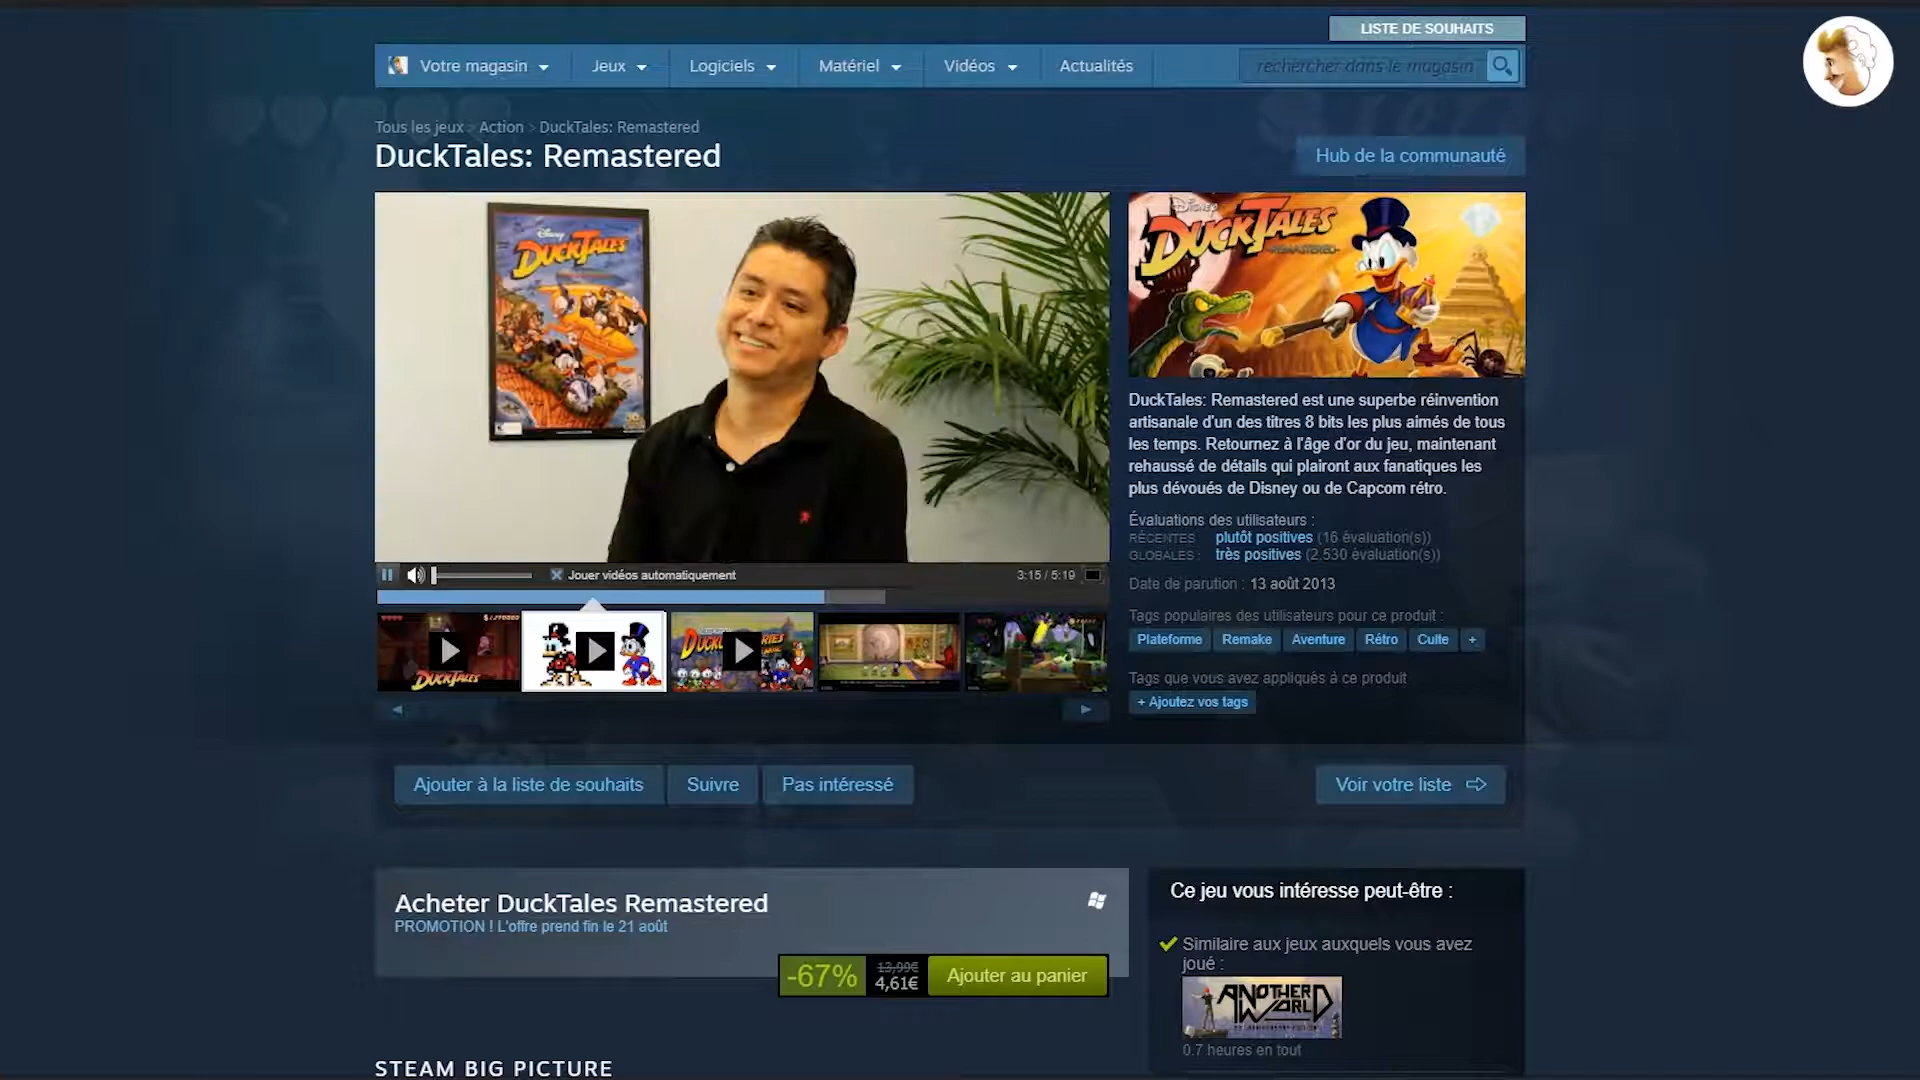 LISTE DE SOUHAITS
Votre magasin
Jeux
Logiciels
Matériel
Vidéos
Actualités
rechercher dans le magasin
Tous les jeux > Action > DuckTales: Remastered
DuckTales: Remastered
Hub de la communauté
Disney
DUCKTALES
Disney
DUCKTALES
REMASTERED
DuckTales: Remastered est une superbe réinvention
artisanale d'un des titres 8 bits les plus aimés de tous
les temps. Retournez à l'âge d'or du jeu, maintenant
rehaussé de détails qui plairont aux fanatiques les
plus dévoués de Disney ou de Capcom rétro.
Évaluations des utilisateurs :
RÉCENTES : plutôt positives (16 évaluation(s))
GLOBALES : très positives (2,530 évaluation(s))
Date de parution : 13 août 2013
Tags populaires des utilisateurs pour ce produit :
Plateforme Remake Aventure Rétro Culte +
Tags que vous avez appliqués à ce produit
+ Ajoutez vos tags
Jouer vidéos automatiquement
3:15 / 5:19
DUCKTALES
Ajouter à la liste de souhaits
Suivre
Pas intéressé
Voir votre liste
Acheter DuckTales Remastered
PROMOTION ! L'offre prend fin le 21 août
-67%
13,99€
4,61€
Ajouter au panier
Ce jeu vous intéresse peut-être :
Similaire aux jeux auxquels vous avez
joué :
ANOTHER
WORLD
0.7 heures en tout
STEAM BIG PICTURE